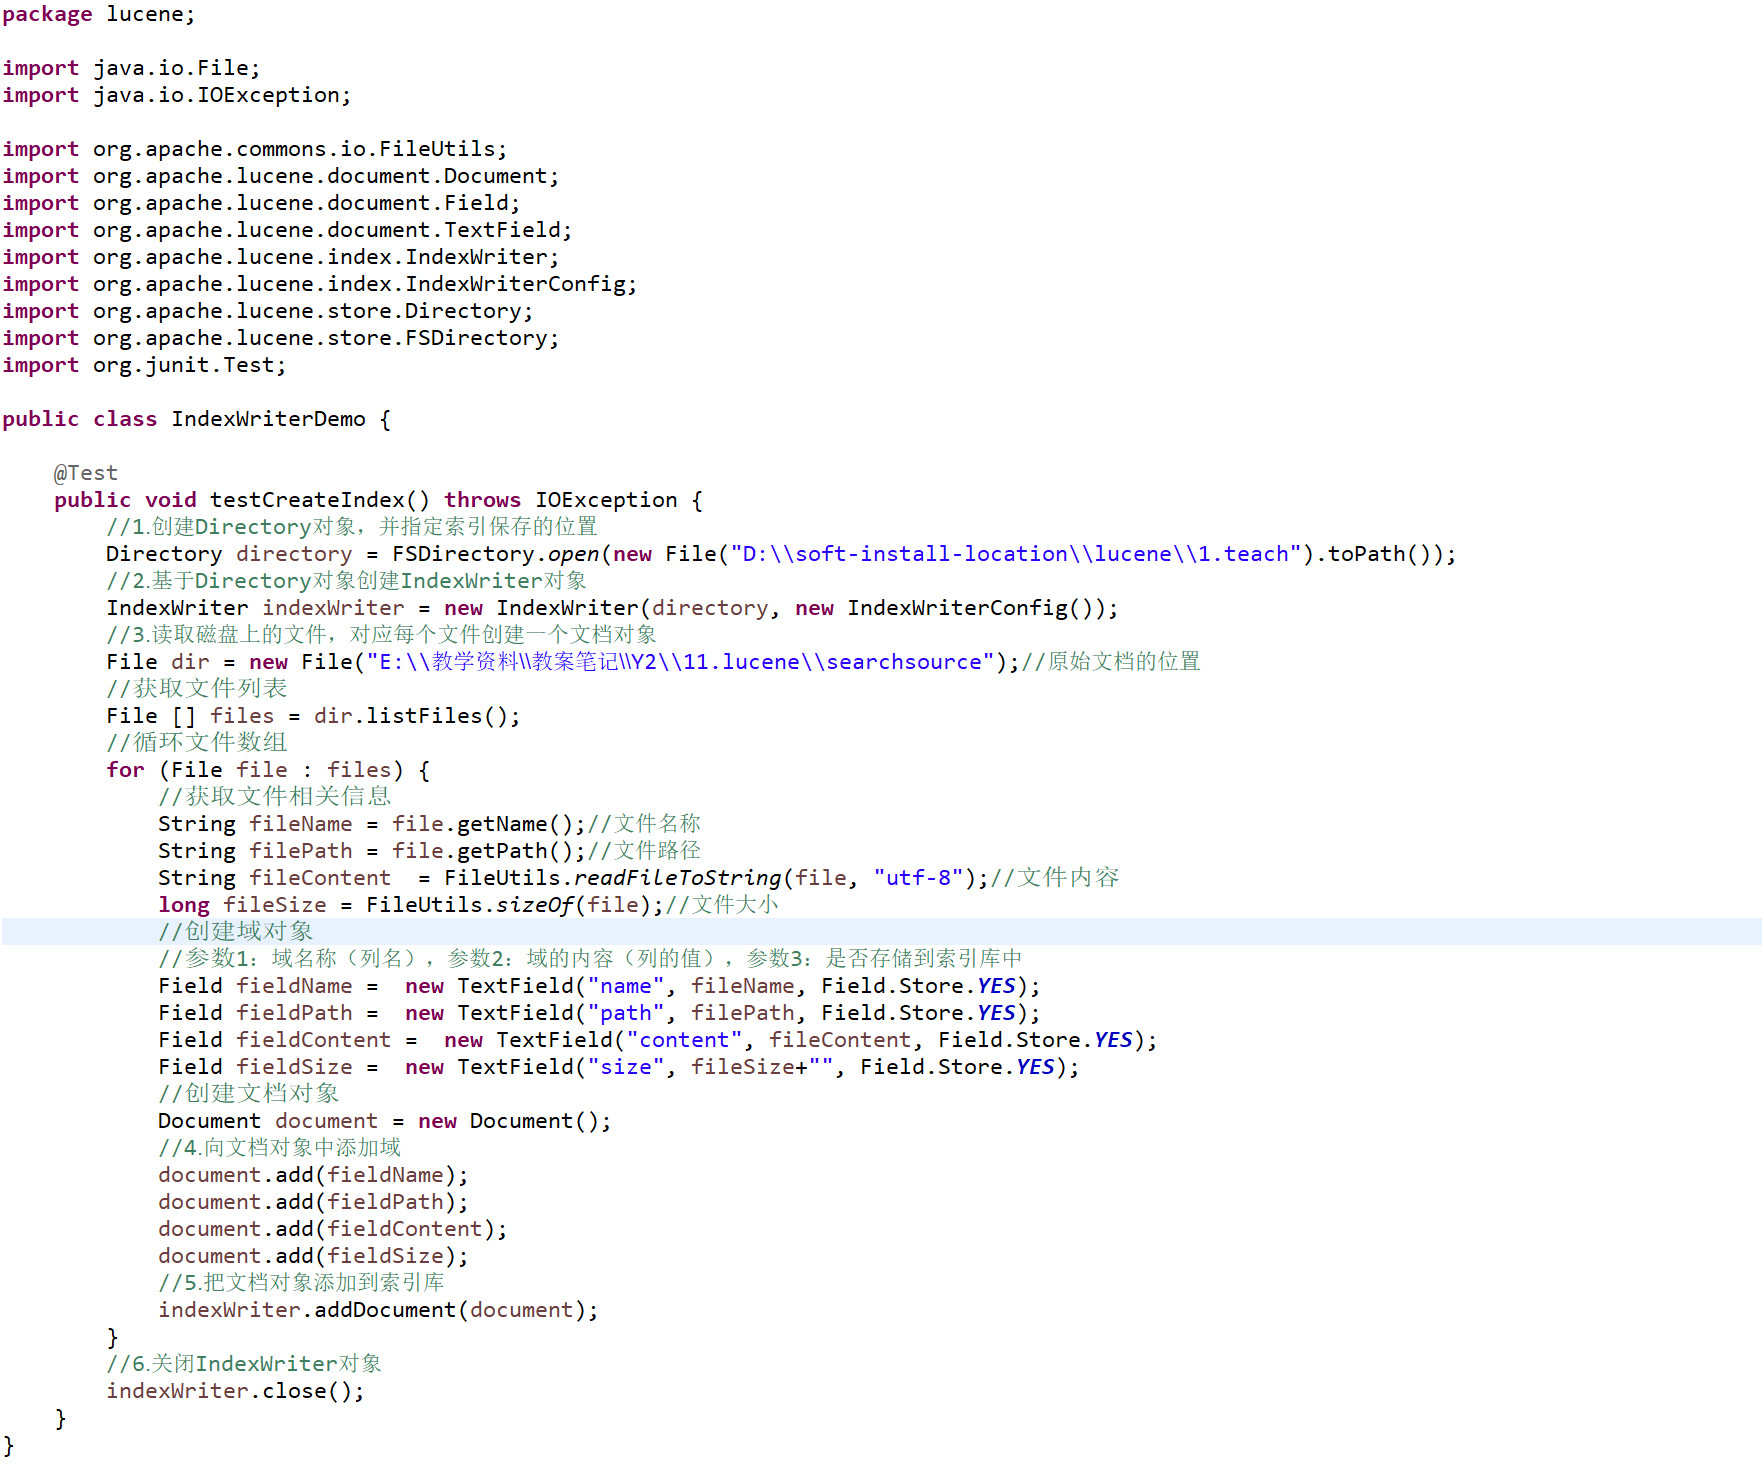 package lucene;
import java.io.File;
import java.io.IOException;
import org.apache.commons.io.FileUtils;
import org.apache.lucene.document.Document;
import org.apache.lucene.document.Field;
import org.apache.lucene.document.TextField;
import org.apache.lucene.index.IndexWriter;
import org.apache.lucene.index.IndexWriterConfig;
import org.apache.lucene.store.Directory;
import org.apache.lucene.store.FSDirectory;
import org.junit.Test;
public class IndexWriterDemo {
@Test
public void testCreateIndex() throws IOException {
//1.创建Directory对象，并指定索引保存的位置
Directory directory = FSDirectory.open(new File("D:\\soft-install-location\\lucene\\1.teach").toPath());
//2.基于Directory对象创建IndexWriter对象
IndexWriter indexWriter = new IndexWriter(directory, new IndexWriterConfig());
//3.读取磁盘上的文件，对应每个文件创建一个文档对象
File dir = new File("E:\\教学资料\\教案笔记\\Y2\\11.lucene\\searchsource");//原始文档的位置
//获取文件列表
File [] files = dir.listFiles();
//循环文件数组
for (File file : files) {
//获取文件相关信息
String fileName = file.getName();//文件名称
String filePath = file.getPath();//文件路径
String fileContent  = FileUtils.readFileToString(file, "utf-8");//文件内容
long fileSize = FileUtils.sizeOf(file);//文件大小
//创建域对象
//参数1：域名称（列名），参数2：域的内容（列的值），参数3：是否存储到索引库中
Field fieldName =  new TextField("name", fileName, Field.Store.YES);
Field fieldPath =  new TextField("path", filePath, Field.Store.YES);
Field fieldContent =  new TextField("content", fileContent, Field.Store.YES);
Field fieldSize =  new TextField("size", fileSize+"", Field.Store.YES);
//创建文档对象
Document document = new Document();
//4.向文档对象中添加域
document.add(fieldName);
document.add(fieldPath);
document.add(fieldContent);
document.add(fieldSize);
//5.把文档对象添加到索引库
indexWriter.addDocument(document);
}
//6.关闭IndexWriter对象
indexWriter.close();
}
}